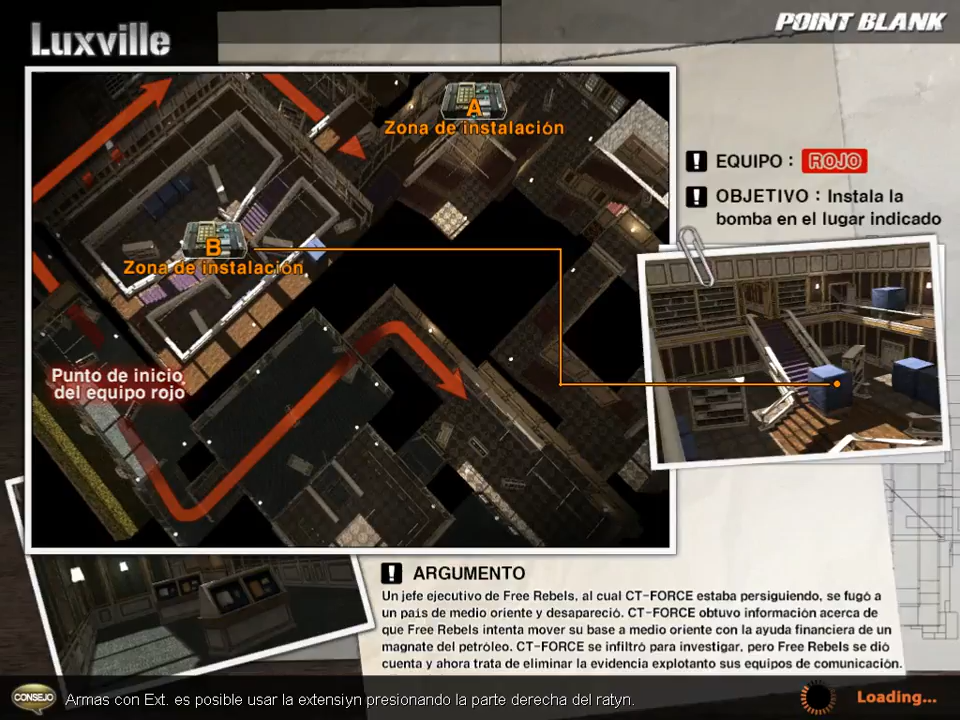 Luxville
POINT BLANK
A
Zona de instalación
B
Zona de instalación
Punto de inicio
del equipo rojo
EQUIPO : ROJO
OBJETIVO : Instala la
bomba en el lugar indicado
ARGUMENTO
Un jefe ejecutivo de Free Rebels, al cual CT-FORCE estaba persiguiendo, se fugó a
un país de medio oriente y desapareció. CT-FORCE obtuvo información acerca de
que Free Rebels intenta mover su base a medio oriente con la ayuda financiera de un
magnate del petróleo. CT-FORCE se infiltró para investigar, pero Free Rebels se dió
cuenta y ahora trata de eliminar la evidencia explotanto sus equipos de comunicación.
CONSEJO Armas con Ext. es posible usar la extensiyn presionando la parte derecha del ratyn.
Loading...